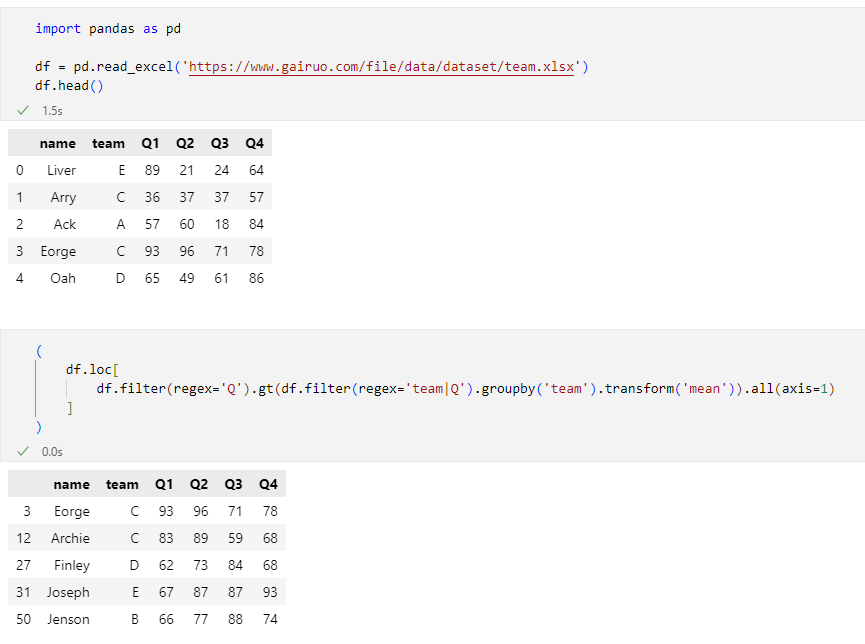 import pandas as pd
df = pd.read_excel('https://www.gairuo.com/file/data/dataset/team.xlsx')
df.head()
✓ 1.5s
name team Q1 Q2 Q3 Q4
0 Liver E 89 21 24 64
1 Arry C 36 37 37 57
2 Ack A 57 60 18 84
3 Eorge C 93 96 71 78
4 Oah D 65 49 61 86
(
df.loc[
df.filter(regex='Q').gt(df.filter(regex='team|Q').groupby('team').transform('mean')).all(axis=1)
]
)
✓ 0.0s
name team Q1 Q2 Q3 Q4
3 Eorge C 93 96 71 78
12 Archie C 83 89 59 68
27 Finley D 62 73 84 68
31 Joseph E 67 87 87 93
50 Jenson B 66 77 88 74